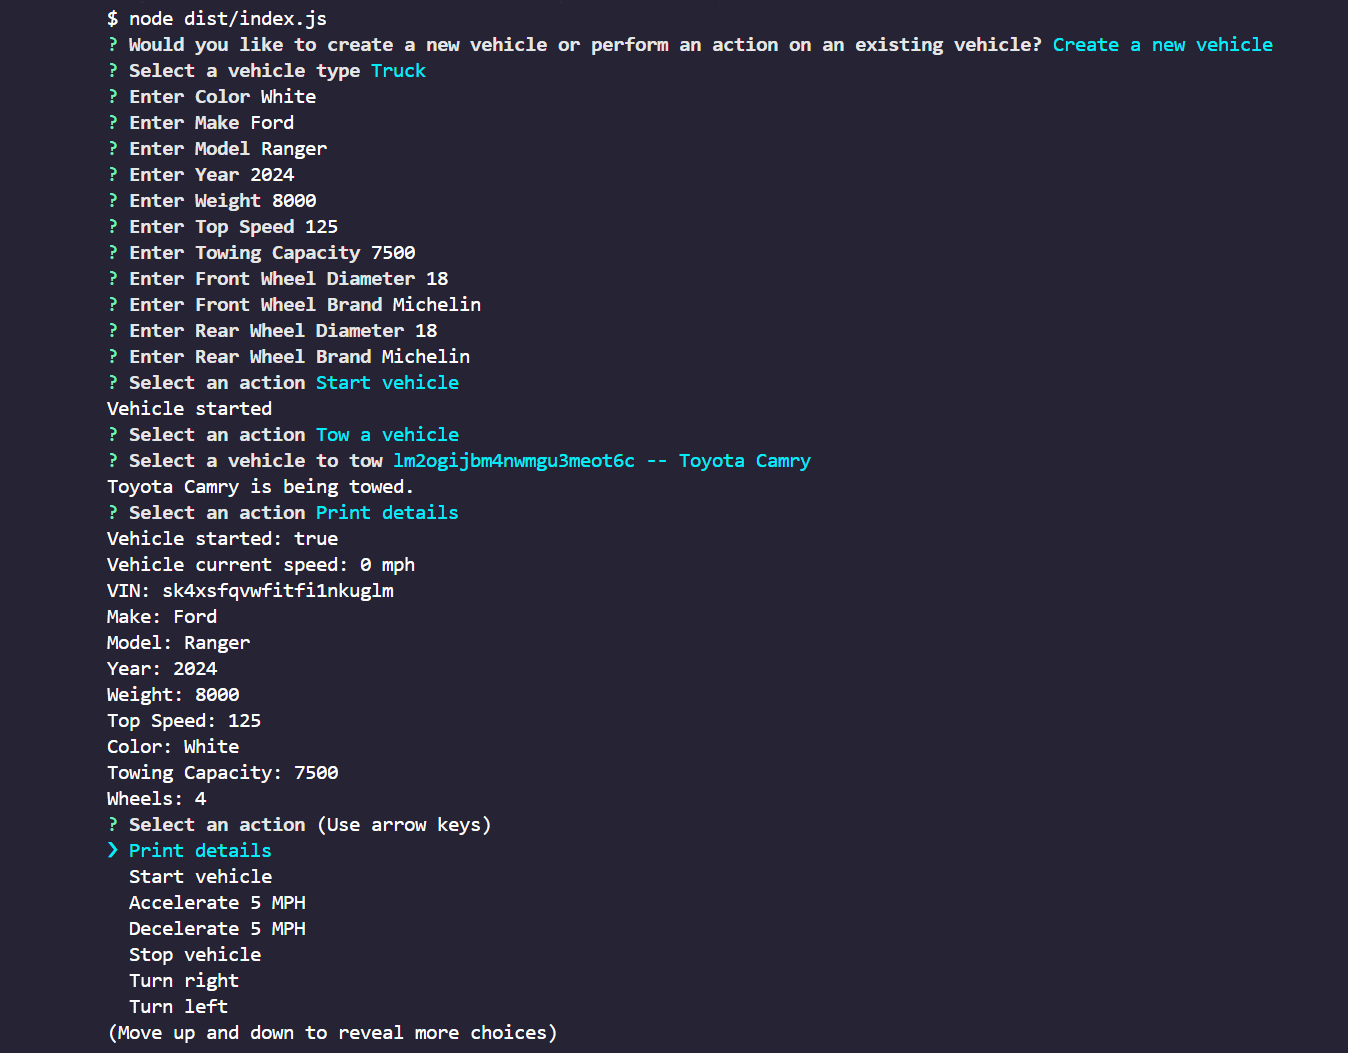 $ node dist/index.js
? Would you like to create a new vehicle or perform an action on an existing vehicle? Create a new vehicle
? Select a vehicle type Truck
? Enter Color White
? Enter Make Ford
? Enter Model Ranger
? Enter Year 2024
? Enter Weight 8000
? Enter Top Speed 125
? Enter Towing Capacity 7500
? Enter Front Wheel Diameter 18
? Enter Front Wheel Brand Michelin
? Enter Rear Wheel Diameter 18
? Enter Rear Wheel Brand Michelin
? Select an action Start vehicle
Vehicle started
? Select an action Tow a vehicle
? Select a vehicle to tow lm2ogijbm4nwmgu3meot6c -- Toyota Camry
Toyota Camry is being towed.
? Select an action Print details
Vehicle started: true
Vehicle current speed: 0 mph
VIN: sk4xsfqvwfitfi1nkuglm
Make: Ford
Model: Ranger
Year: 2024
Weight: 8000
Top Speed: 125
Color: White
Towing Capacity: 7500
Wheels: 4
? Select an action (Use arrow keys)
❯ Print details
Start vehicle
Accelerate 5 MPH
Decelerate 5 MPH
Stop vehicle
Turn right
Turn left
(Move up and down to reveal more choices)